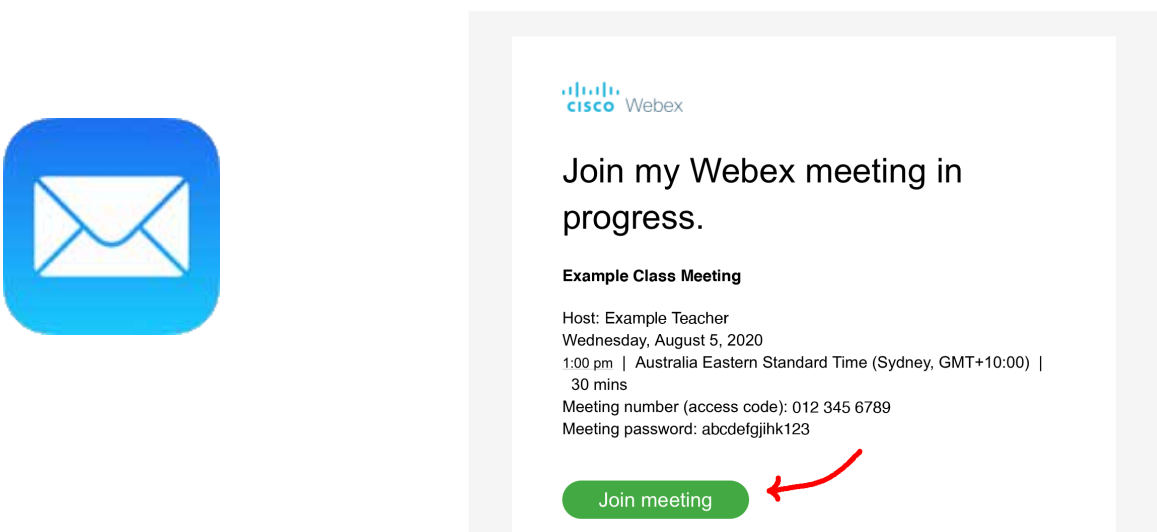 CISCO Webex
Join my Webex meeting in
progress.
Example Class Meeting
Host: Example Teacher
Wednesday, August 5, 2020
1:00 pm | Australia Eastern Standard Time (Sydney, GMT+10:00) |
30 mins
Meeting number (access code): 012 345 6789
Meeting password: abcdefgjihk123
Join meeting